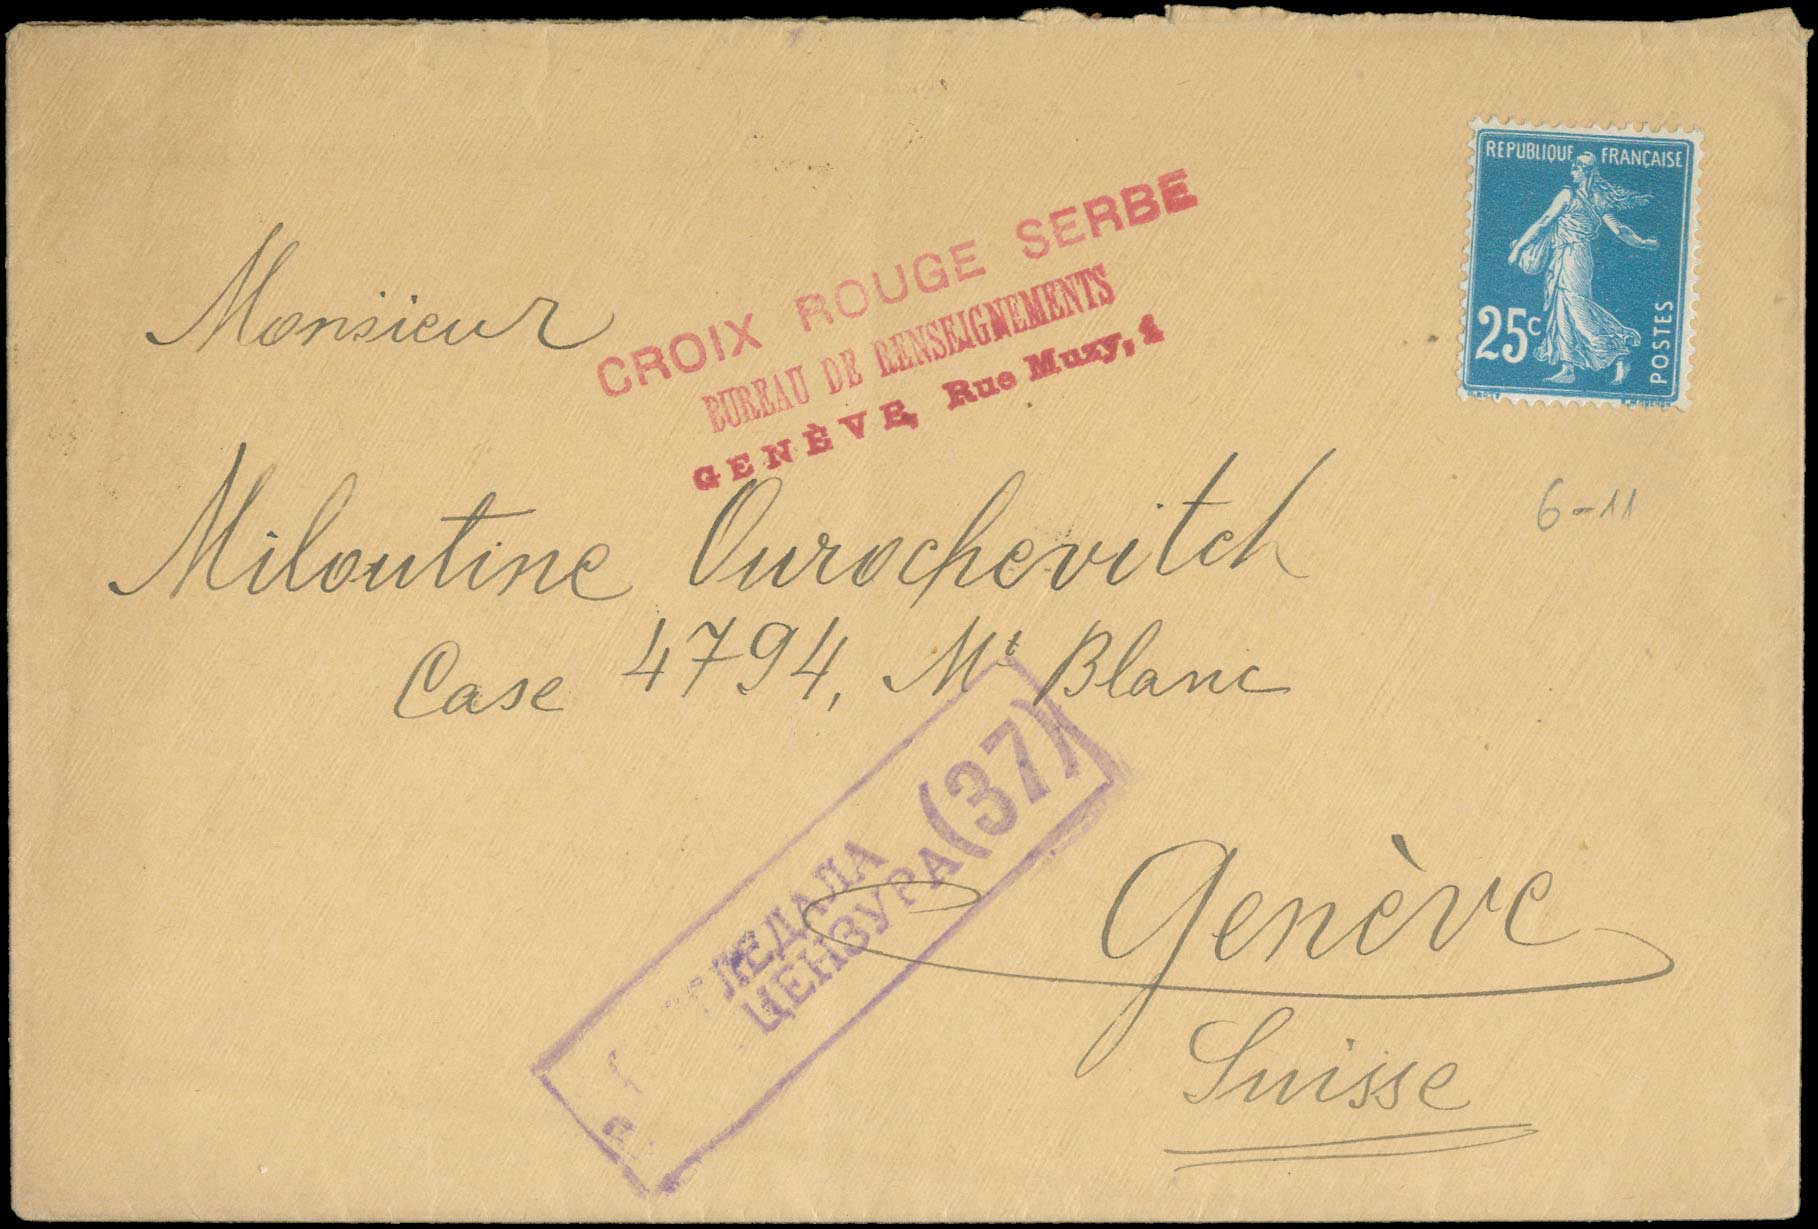 REPUBLIQUE FRANÇAISE
25c
POSTES
CROIX ROUGE SERBE
BUREAU DE RENSEIGNEMENTS
GENÈVE, Rue Muzy, 1
Monsieur
Miloutine Ourochevitch
Case 4794, Mt Blanc
Genève
Suisse
6-11
ЦЕНЗУРА (37)